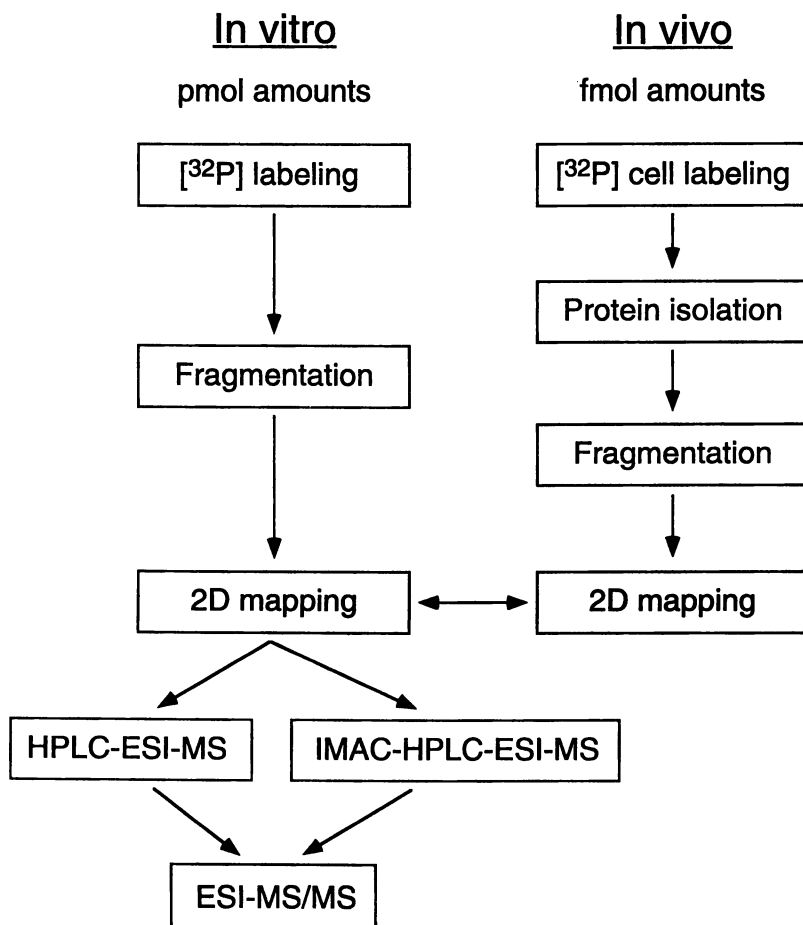 In vitro
In vivo
pmol amounts
fmol amounts
[³²P] labeling
[³²P] cell labeling
Protein isolation
Fragmentation
Fragmentation
2D mapping
2D mapping
HPLC-ESI-MS
IMAC-HPLC-ESI-MS
ESI-MS/MS